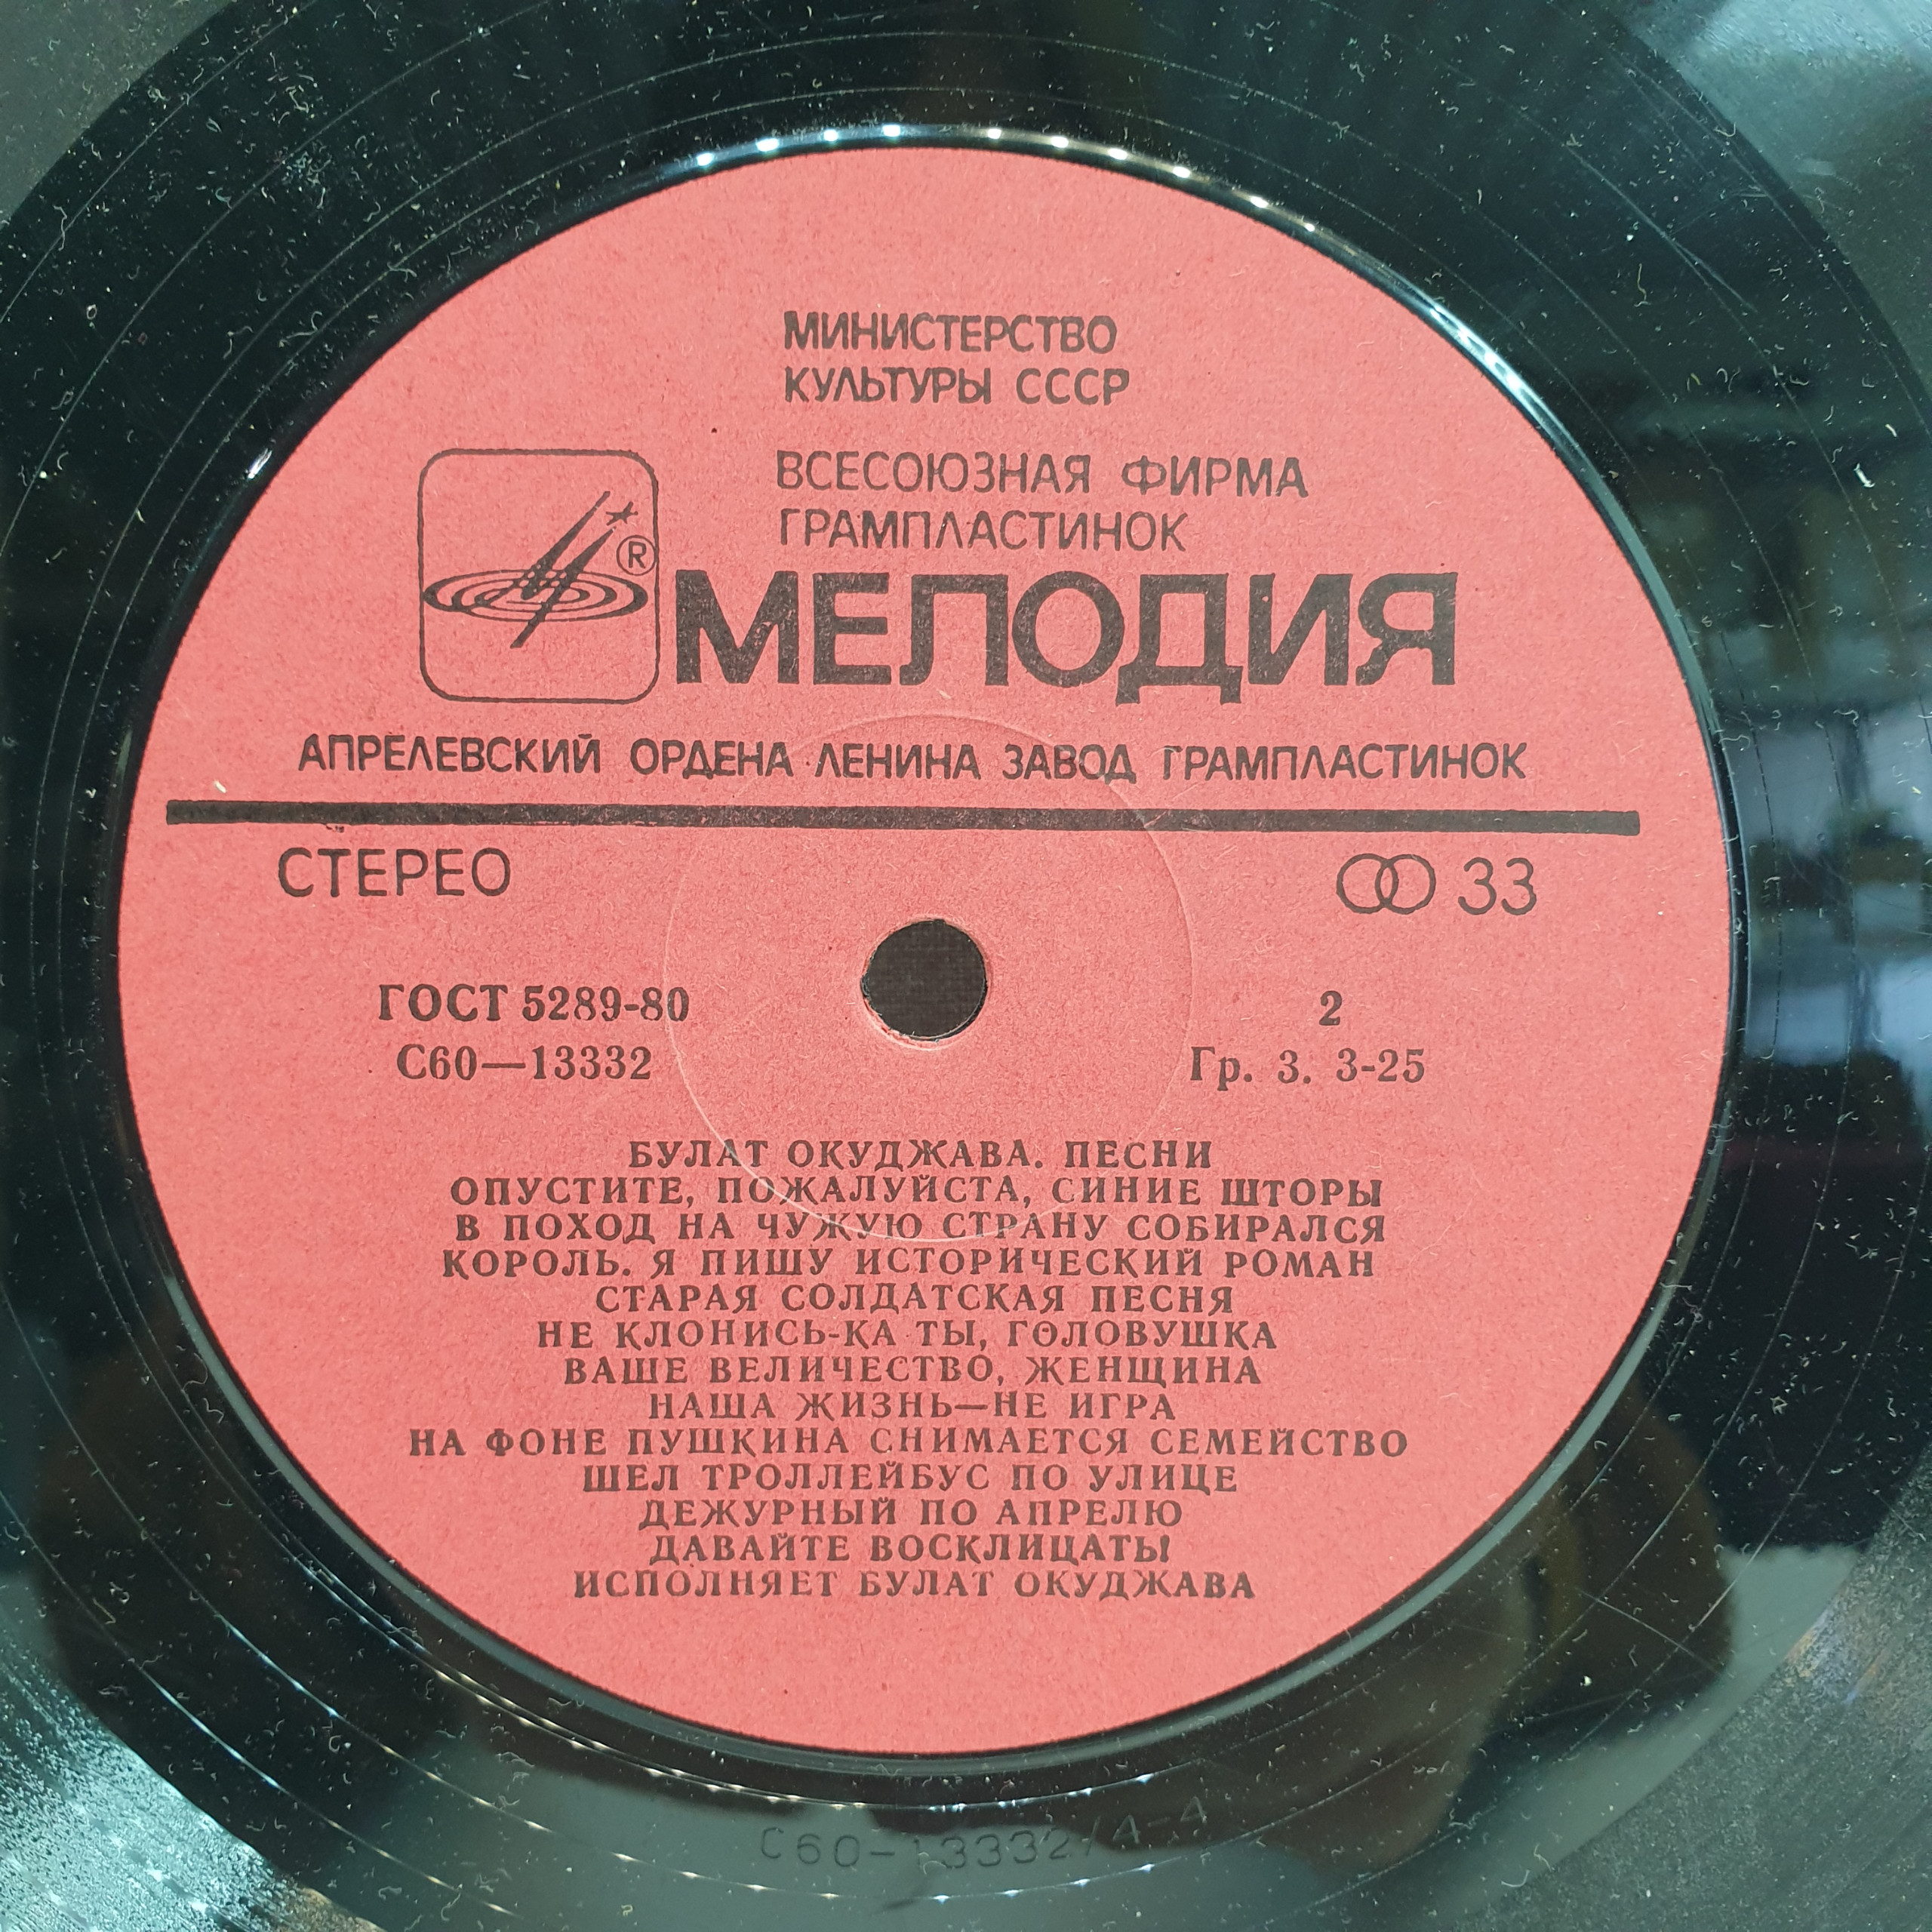 МИНИСТЕРСТВО
КУЛЬТУРЫ СССР
ВСЕСОЮЗНАЯ ФИРМА
ГРАМПЛАСТИНОК
® МЕЛОДИЯ
АПРЕЛЕВСКИЙ ОРДЕНА ЛЕНИНА ЗАВОД ГРАМПЛАСТИНОК
СТЕРЕО 33
ГОСТ 5289-80 2
С60—13332 Гр. 3. 3-25
БУЛАТ ОКУДЖАВА. ПЕСНИ
ОПУСТИТЕ, ПОЖАЛУЙСТА, СИНИЕ ШТОРЫ
В ПОХОД НА ЧУЖУЮ СТРАНУ СОБИРАЛСЯ
КОРОЛЬ. Я ПИШУ ИСТОРИЧЕСКИЙ РОМАН
СТАРАЯ СОЛДАТСКАЯ ПЕСНЯ
НЕ КЛОНИСЬ-КА ТЫ, ГОЛОВУШКА
ВАШЕ ВЕЛИЧЕСТВО, ЖЕНЩИНА
НАША ЖИЗНЬ—НЕ ИГРА
НА ФОНЕ ПУШКИНА СНИМАЕТСЯ СЕМЕЙСТВО
ШЕЛ ТРОЛЛЕЙБУС ПО УЛИЦЕ
ДЕЖУРНЫЙ ПО АПРЕЛЮ
ДАВАЙТЕ ВОСКЛИЦАТЬ!
ИСПОЛНЯЕТ БУЛАТ ОКУДЖАВА
С60-13332/А-4